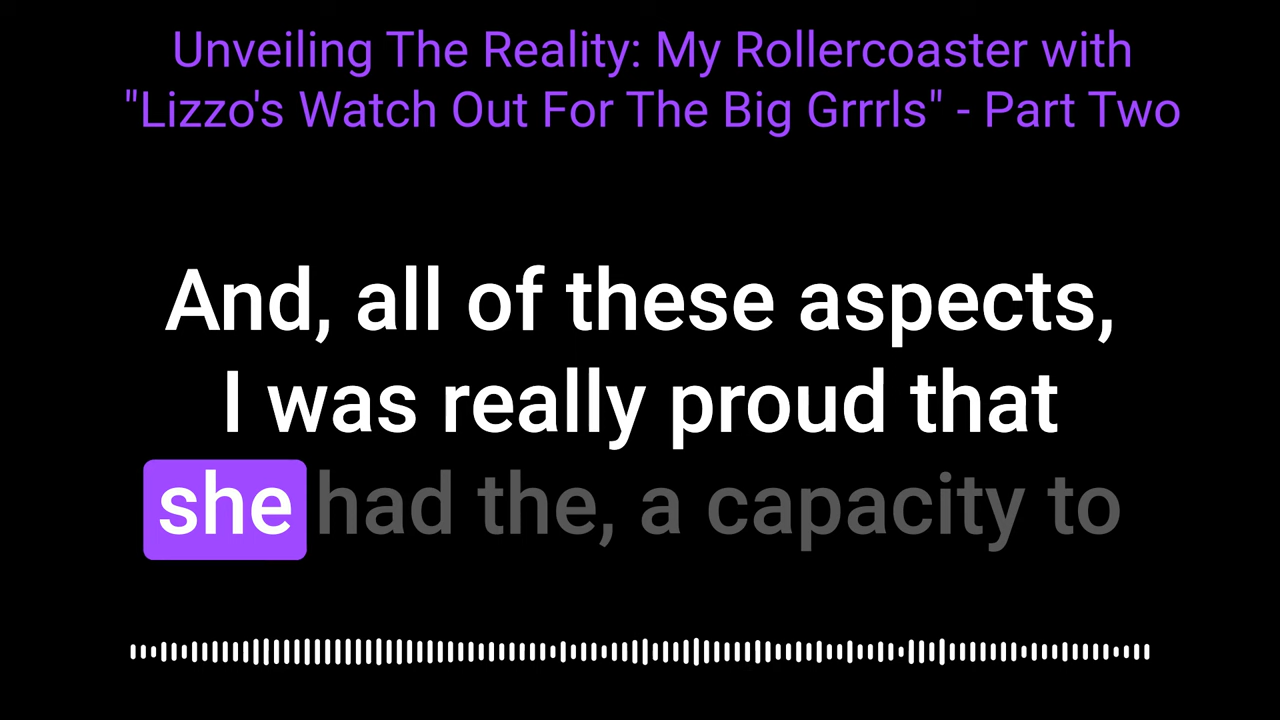 Unveiling The Reality: My Rollercoaster with
"Lizzo's Watch Out For The Big Grrrls" - Part Two
And, all of these aspects,
I was really proud that
she had the, a capacity to